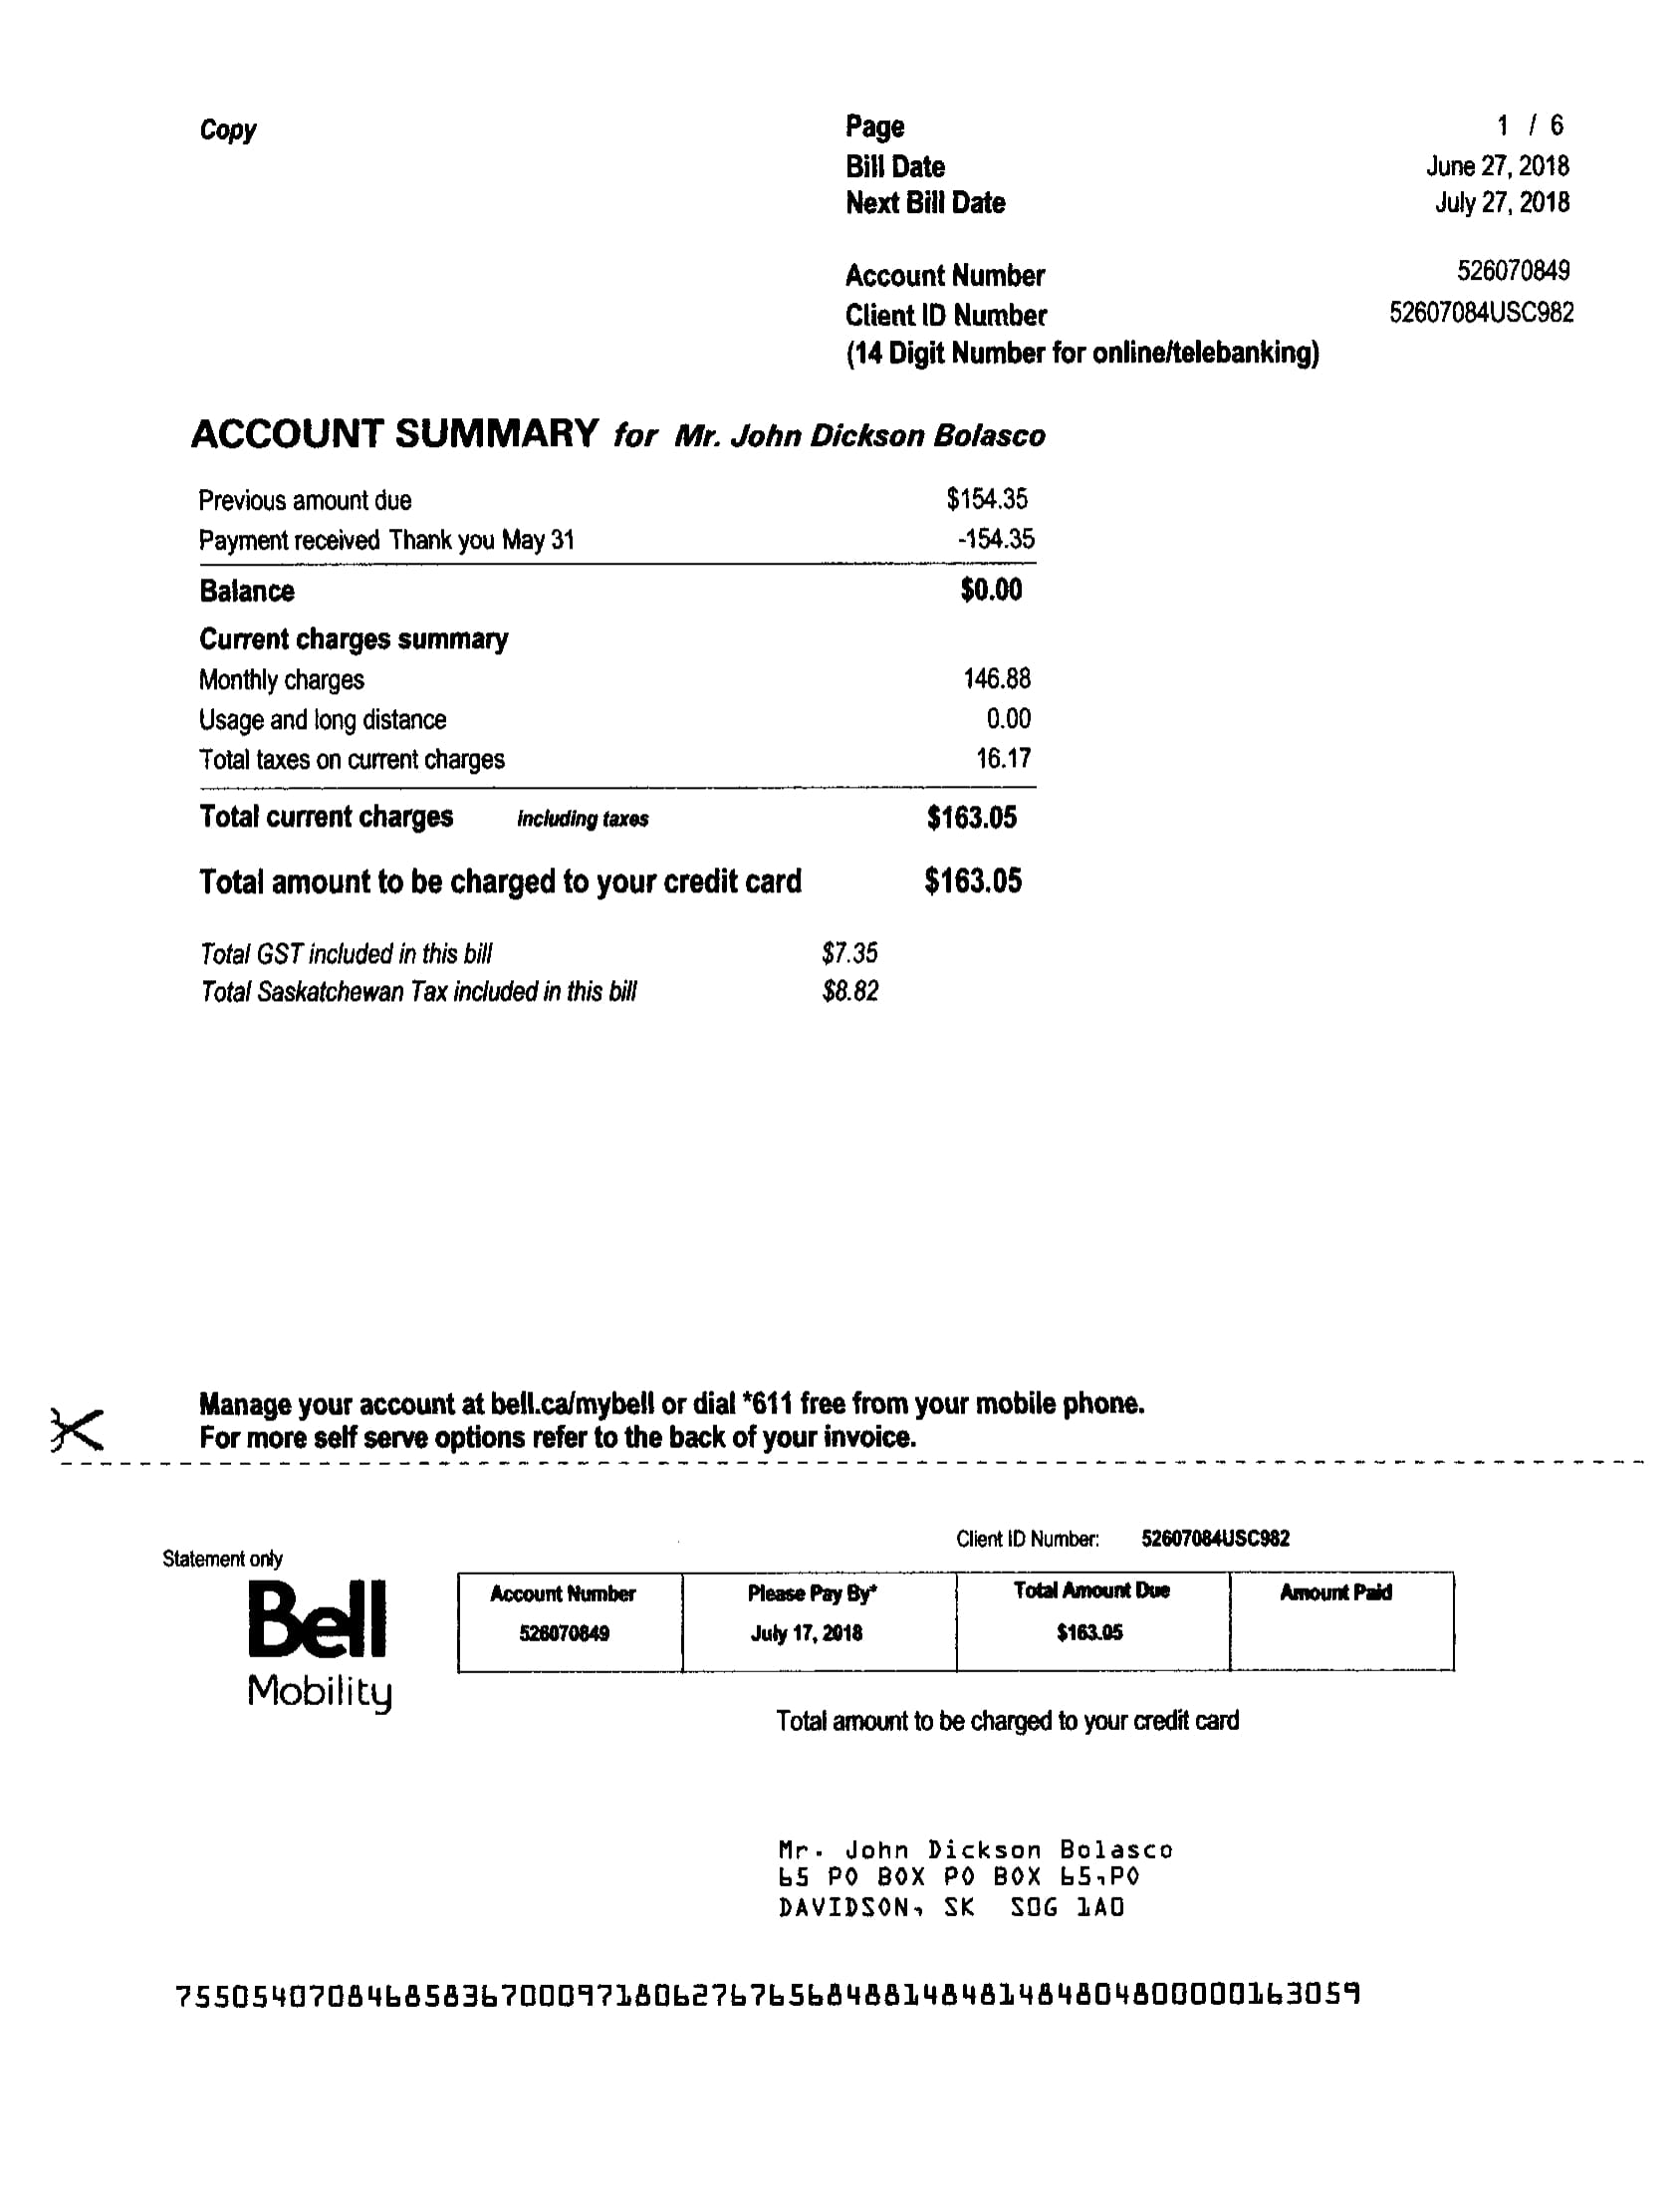 Copy
Page 1 / 6
Bill Date June 27, 2018
Next Bill Date July 27, 2018
Account Number 526070849
Client ID Number 52607084USC982
(14 Digit Number for online/telebanking)
ACCOUNT SUMMARY for Mr. John Dickson Bolasco
Previous amount due $154.35
Payment received Thank you May 31 -154.35
Balance $0.00
Current charges summary
Monthly charges 146.88
Usage and long distance 0.00
Total taxes on current charges 16.17
Total current charges including taxes $163.05
Total amount to be charged to your credit card $163.05
Total GST included in this bill $7.35
Total Saskatchewan Tax included in this bill $8.82
Manage your account at bell.ca/mybell or dial *611 free from your mobile phone.
For more self serve options refer to the back of your invoice.
Client ID Number: 52607084USC982
Statement only
Bell
Mobility
Account Number Please Pay By* Total Amount Due Amount Paid
526070849 July 17, 2018 $163.05
Total amount to be charged to your credit card
Mr. John Dickson Bolasco
65 PO BOX PO BOX 65,PO
DAVIDSON, SK S0G 1A0
755054070846858367000971806276765684881484814848048000001630​59